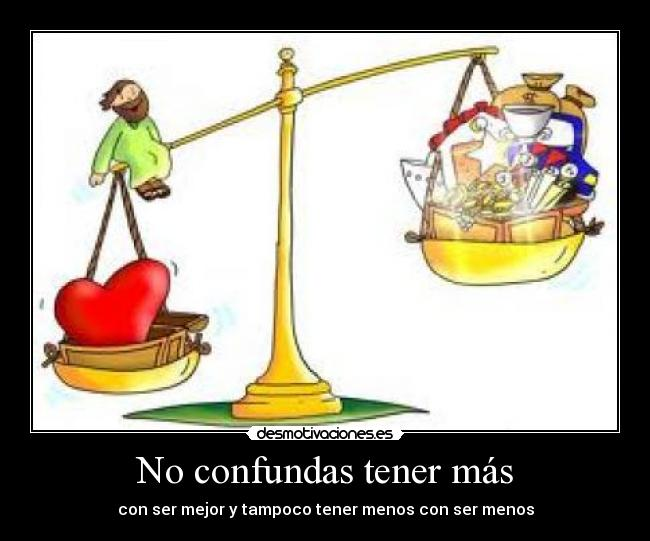 desmotivaciones.es
No confundas tener más
con ser mejor y tampoco tener menos con ser menos